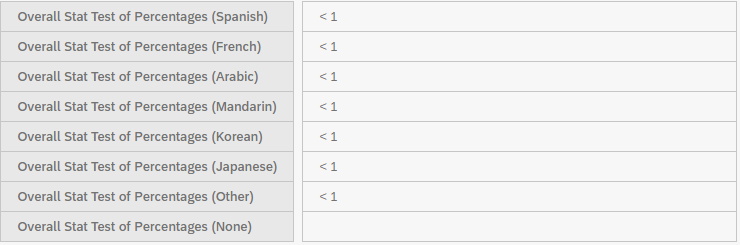 Overall Stat Test of Percentages (Spanish) < 1
Overall Stat Test of Percentages (French) < 1
Overall Stat Test of Percentages (Arabic) < 1
Overall Stat Test of Percentages (Mandarin) < 1
Overall Stat Test of Percentages (Korean) < 1
Overall Stat Test of Percentages (Japanese) < 1
Overall Stat Test of Percentages (Other) < 1
Overall Stat Test of Percentages (None)